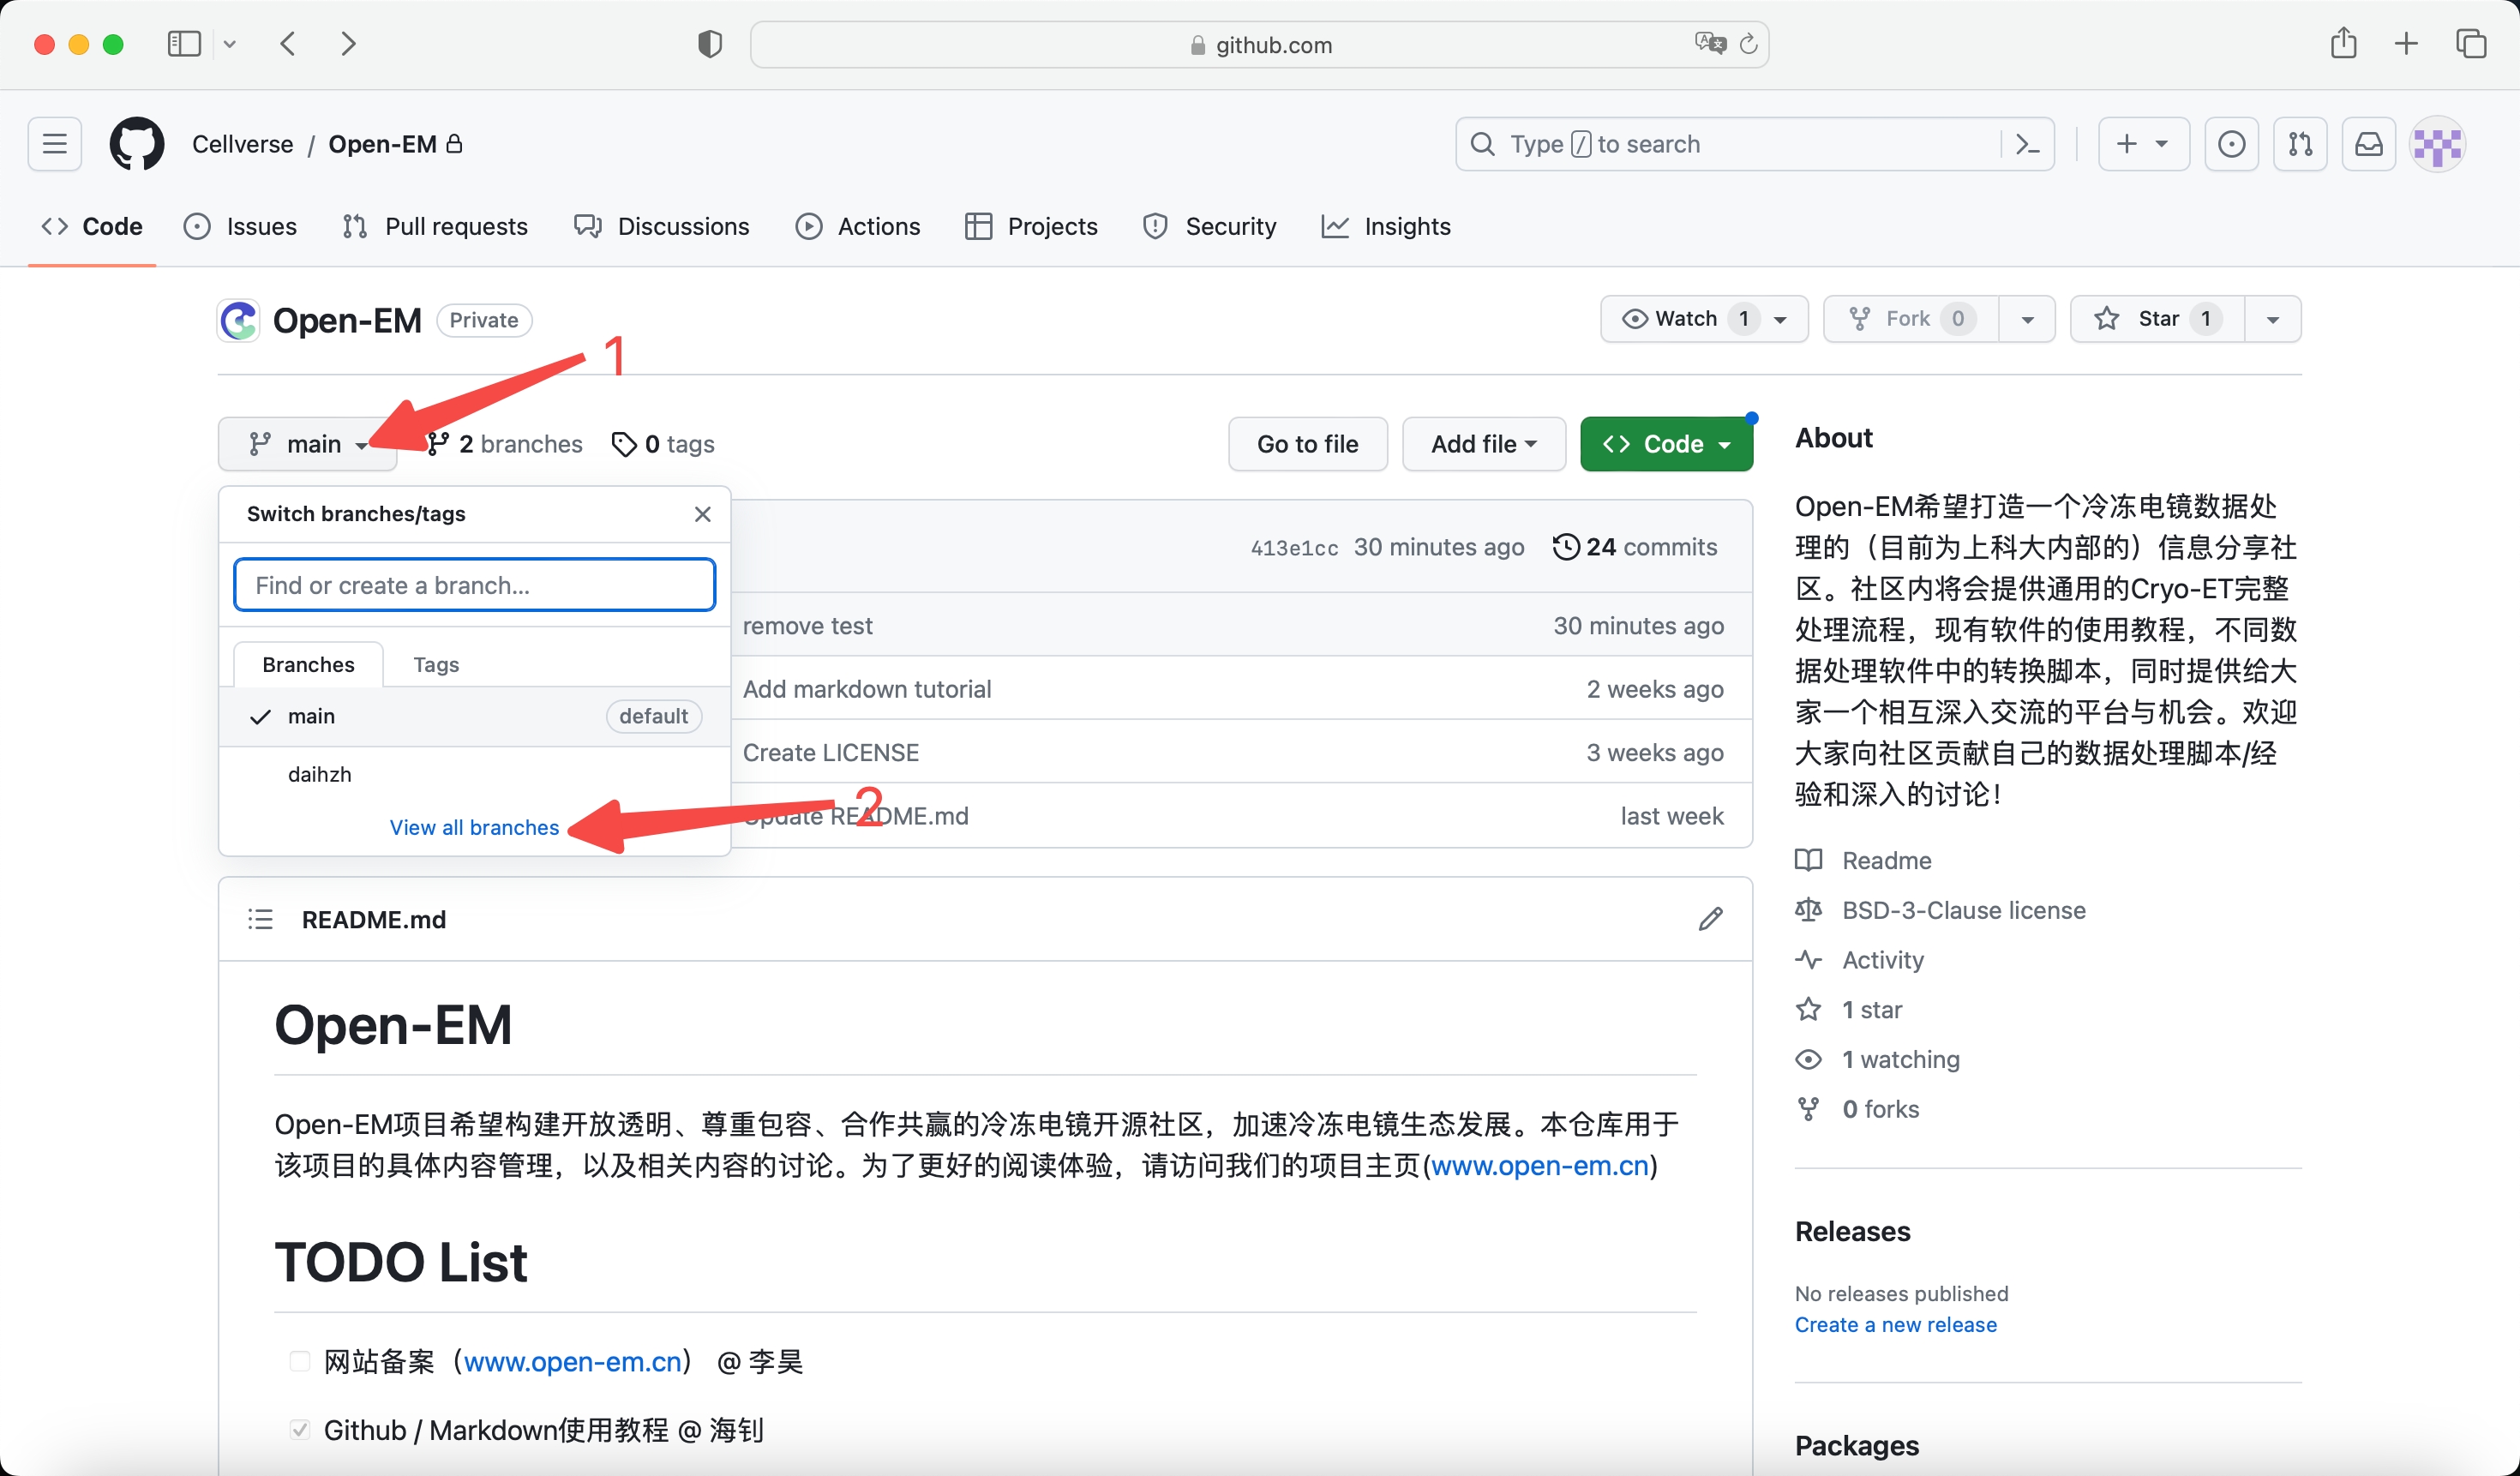 github.com
Cellverse / Open-EM
Type / to search
Code Issues Pull requests Discussions Actions Projects Security Insights
Open-EM Private
Watch 1 Fork 0 Star 1
1
main 2 branches 0 tags Go to file Add file Code
Switch branches/tags
Find or create a branch...
Branches Tags
main default
daihzh
View all branches
2
413e1cc 30 minutes ago 24 commits
remove test 30 minutes ago
Add markdown tutorial 2 weeks ago
Create LICENSE 3 weeks ago
Update README.md last week
README.md
Open-EM
Open-EM项目希望构建开放透明、尊重包容、合作共赢的冷冻电镜开源社区，加速冷冻电镜生态发展。本仓库用于
该项目的具体内容管理，以及相关内容的讨论。为了更好的阅读体验，请访问我们的项目主页(www.open-em.cn)
TODO List
网站备案（www.open-em.cn） @ 李昊
Github / Markdown使用教程 @ 海钊
About
Open-EM希望打造一个冷冻电镜数据处
理的（目前为上科大内部的）信息分享社
区。社区内将会提供通用的Cryo-ET完整
处理流程，现有软件的使用教程，不同数
据处理软件中的转换脚本，同时提供给大
家一个相互深入交流的平台与机会。欢迎
大家向社区贡献自己的数据处理脚本/经
验和深入的讨论！
Readme
BSD-3-Clause license
Activity
1 star
1 watching
0 forks
Releases
No releases published
Create a new release
Packages